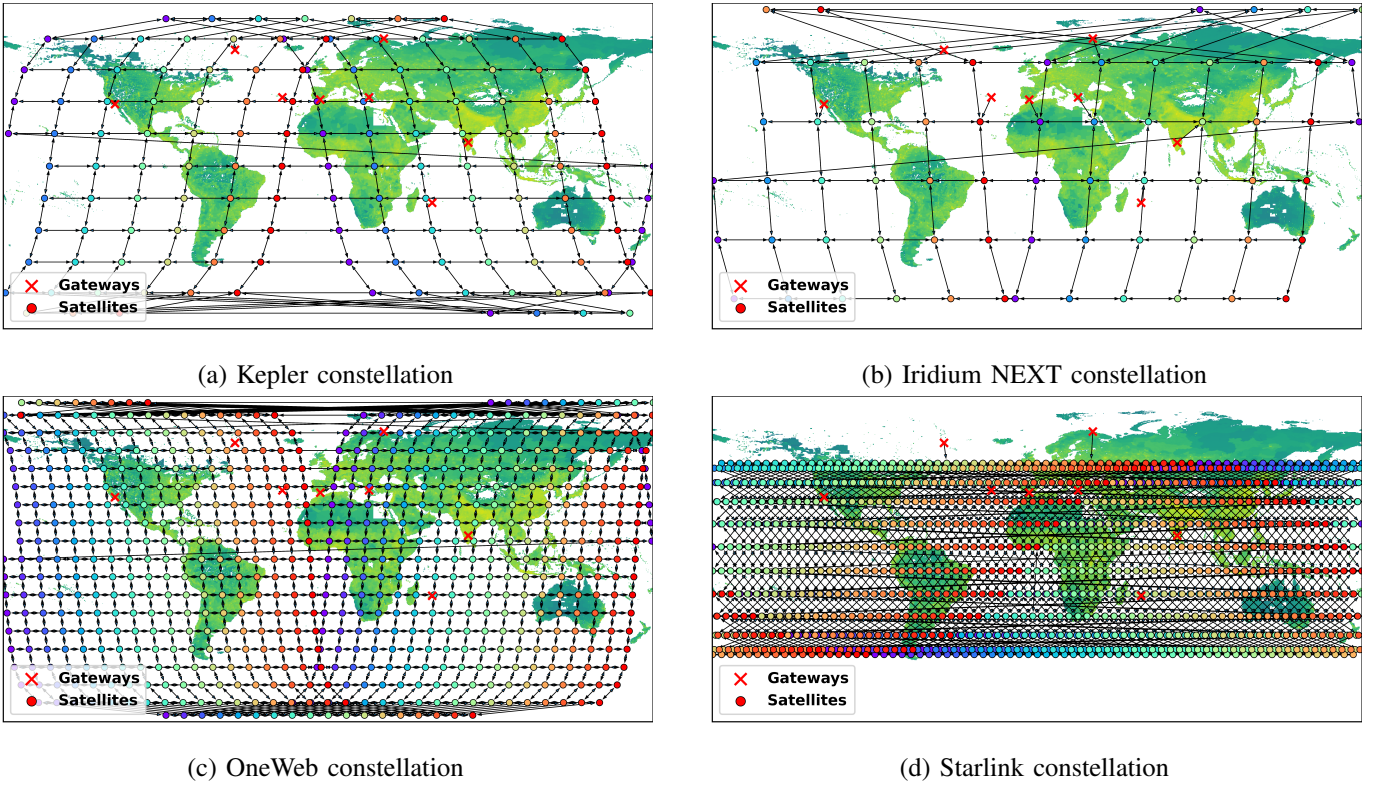 Gateways
Satellites
Gateways
Satellites
(a) Kepler constellation
(b) Iridium NEXT constellation
Gateways
Satellites
Gateways
Satellites
(c) OneWeb constellation
(d) Starlink constellation